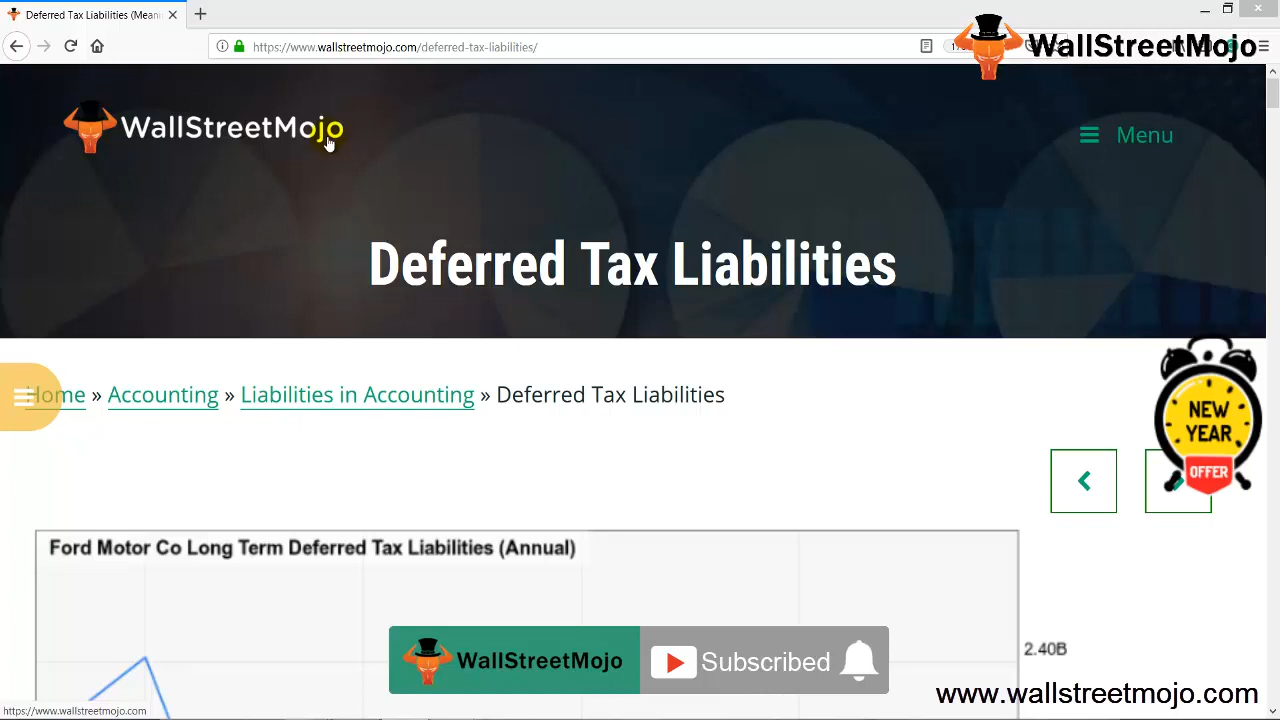 Deferred Tax Liabilities (Mean
https://www.wallstreetmojo.com/deferred-tax-liabilities/
WallStreetMojo
WallStreetMojo
Menu
Deferred Tax Liabilities
Home » Accounting » Liabilities in Accounting » Deferred Tax Liabilities
NEW
YEAR
OFFER
Ford Motor Co Long Term Deferred Tax Liabilities (Annual)
2.40B
WallStreetMojo
Subscribed
www.wallstreetmojo.com
https://www.wallstreetmojo.com